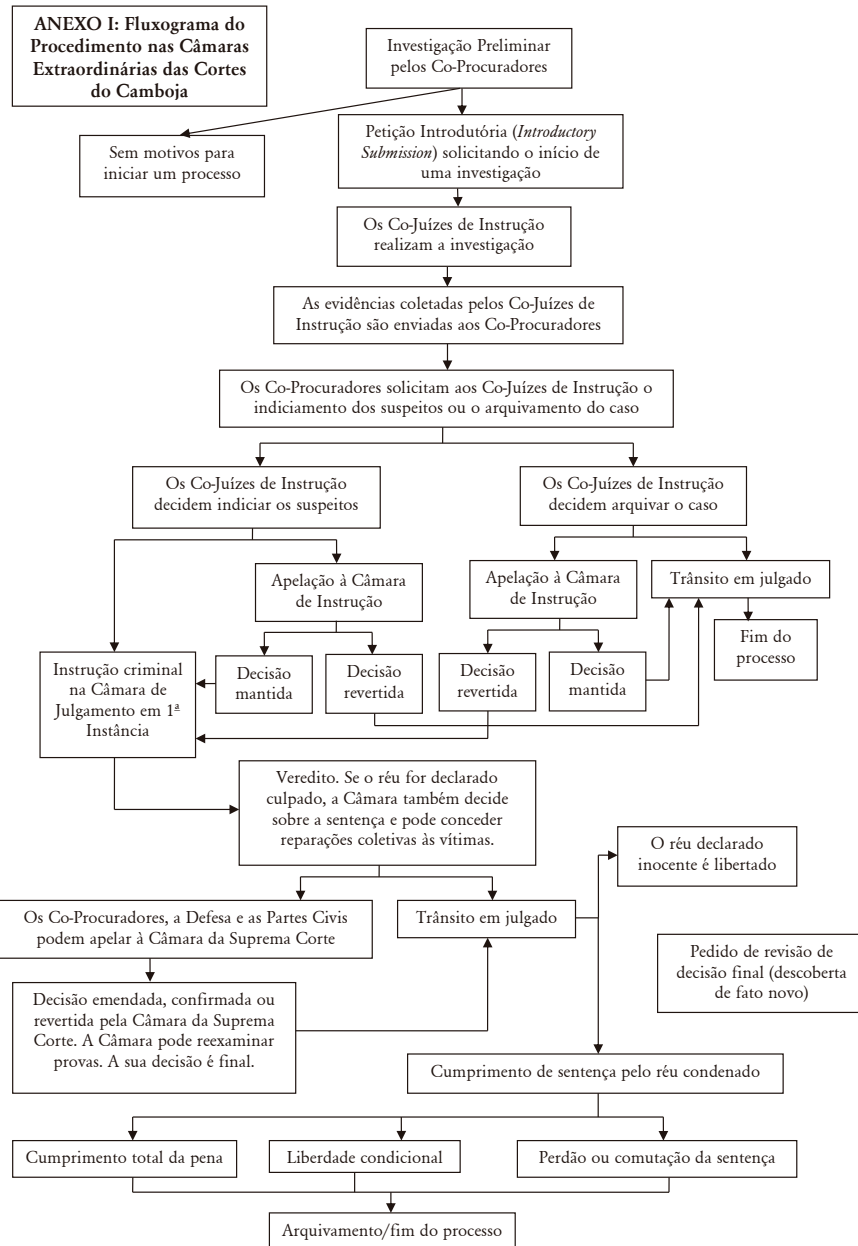 ANEXO I: Fluxograma do
Procedimento nas Câmaras
Extraordinárias das Cortes
do Camboja
Investigação Preliminar
pelos Co-Procuradores
Sem motivos para
iniciar um processo
Petição Introdutória (Introductory
Submission) solicitando o início de
uma investigação
Os Co-Juízes de Instrução
realizam a investigação
As evidências coletadas pelos Co-Juízes de
Instrução são enviadas aos Co-Procuradores
Os Co-Procuradores solicitam aos Co-Juízes de Instrução o
indiciamento dos suspeitos ou o arquivamento do caso
Os Co-Juízes de Instrução
decidem indiciar os suspeitos
Os Co-Juízes de Instrução
decidem arquivar o caso
Apelação à Câmara
de Instrução
Apelação à Câmara
de Instrução
Trânsito em julgado
Fim do
processo
Instrução criminal
na Câmara de
Julgamento em 1ª
Instância
Decisão
mantida
Decisão
revertida
Decisão
revertida
Decisão
mantida
Veredito. Se o réu for declarado
culpado, a Câmara também decide
sobre a sentença e pode conceder
reparações coletivas às vítimas.
O réu declarado
inocente é libertado
Os Co-Procuradores, a Defesa e as Partes Civis
podem apelar à Câmara da Suprema Corte
Trânsito em julgado
Pedido de revisão de
decisão final (descoberta
de fato novo)
Decisão emendada, confirmada ou
revertida pela Câmara da Suprema
Corte. A Câmara pode reexaminar
provas. A sua decisão é final.
Cumprimento de sentença pelo réu condenado
Cumprimento total da pena
Liberdade condicional
Perdão ou comutação da sentença
Arquivamento/fim do processo